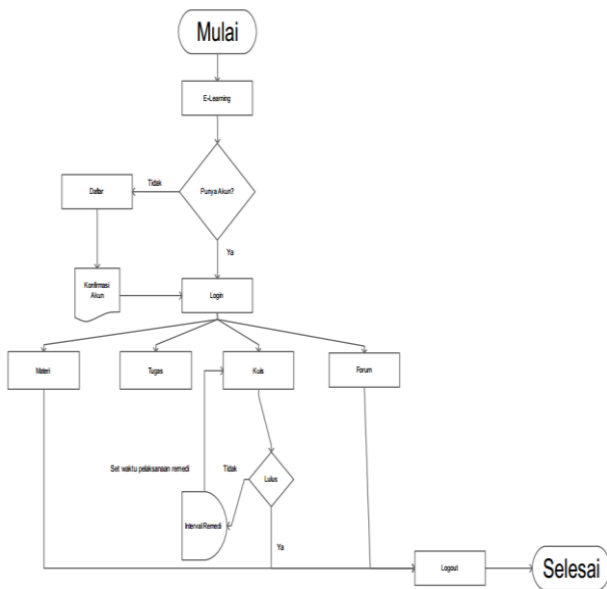 Mulai
E-Learning
Punya Akun?
Tidak
Daftar
Ya
Konfirmasi
Akun
Login
Materi
Tugas
Kuis
Forum
Set waktu pelaksanaan remedi
Tidak
Lulus
Interval Remedi
Ya
Logout
Selesai